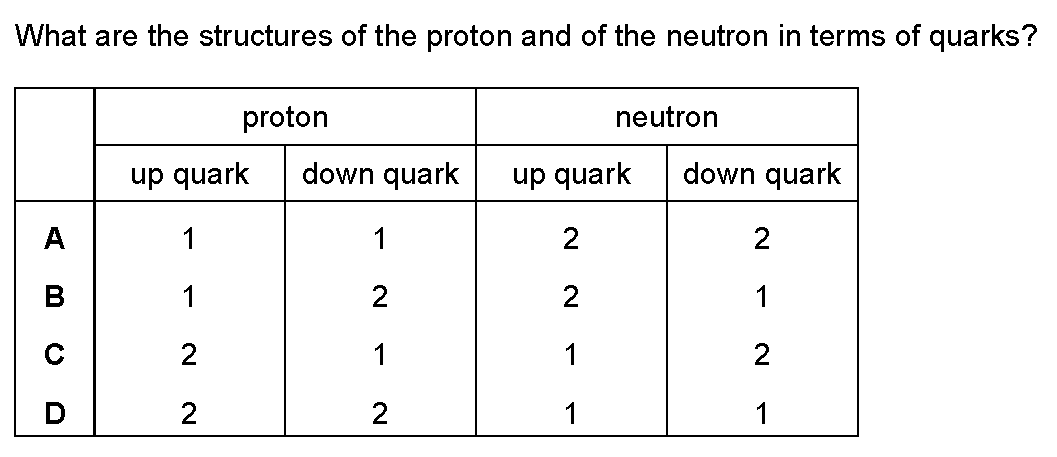 What are the structures of the proton and of the neutron in terms of quarks?
proton neutron
up quark down quark up quark down quark
A 1 1 2 2
B 1 2 2 1
C 2 1 1 2
D 2 2 1 1